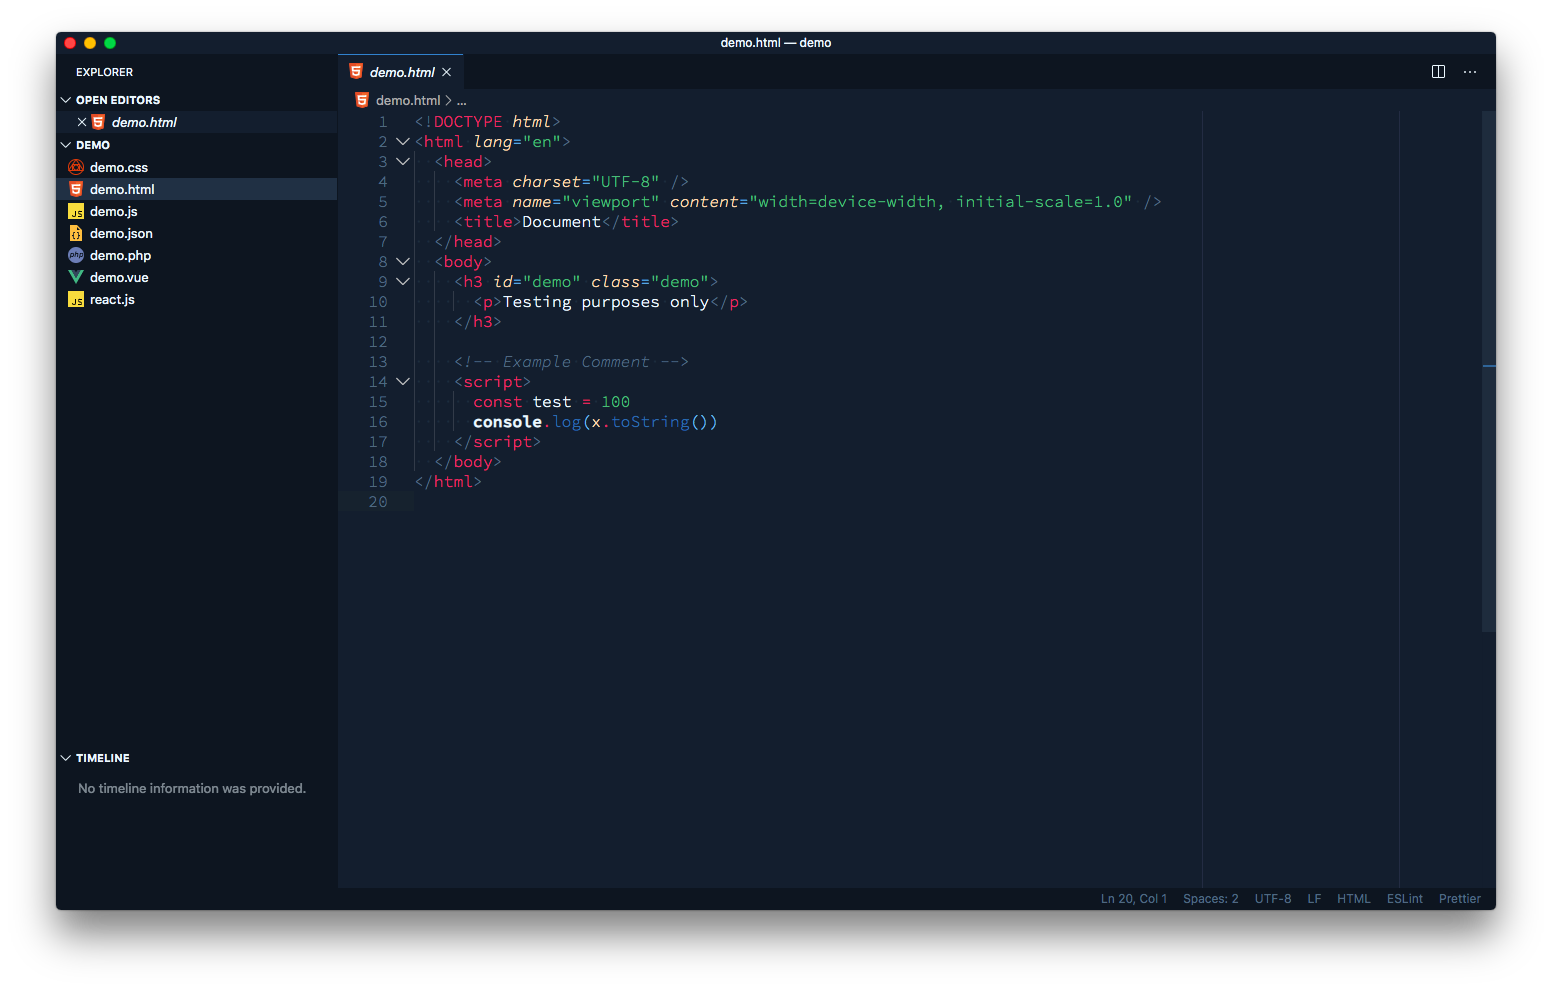 demo.html — demo
EXPLORER
OPEN EDITORS
demo.html
DEMO
demo.css
demo.html
demo.js
demo.json
demo.php
demo.vue
react.js
TIMELINE
No timeline information was provided.
demo.html
demo.html > ...
1 <!DOCTYPE html>
2 <html lang="en">
3 <head>
4 <meta charset="UTF-8" />
5 <meta name="viewport" content="width=device-width, initial-scale=1.0" />
6 <title>Document</title>
7 </head>
8 <body>
9 <h3 id="demo" class="demo">
10 <p>Testing purposes only</p>
11 </h3>
12
13 <!-- Example Comment -->
14 <script>
15 const test = 100
16 console.log(x.toString())
17 </script>
18 </body>
19 </html>
20
Ln 20, Col 1 Spaces: 2 UTF-8 LF HTML ESLint Prettier